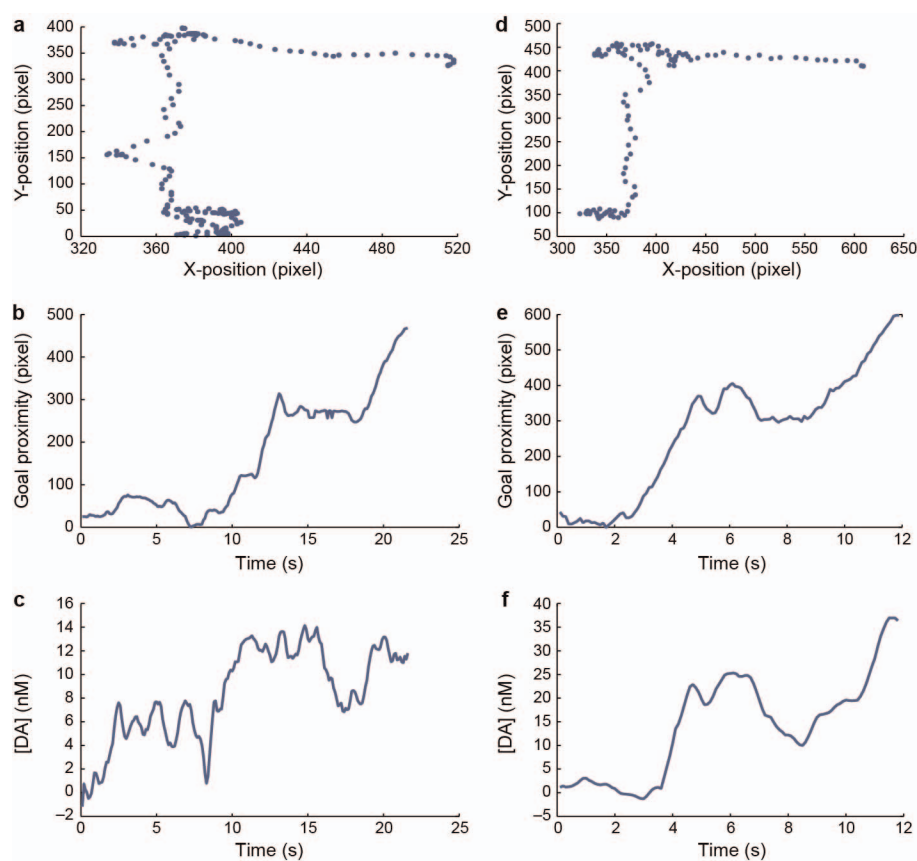 a
Y-position (pixel)
400
350
300
250
200
150
100
50
0
320 360 400 440 480 520
X-position (pixel)
d
Y-position (pixel)
500
450
400
350
300
250
200
150
100
50
300 350 400 450 500 550 600 650
X-position (pixel)
b
Goal proximity (pixel)
500
400
300
200
100
0
0 5 10 15 20 25
Time (s)
e
Goal proximity (pixel)
600
500
400
300
200
100
0
0 2 4 6 8 10 12
Time (s)
c
[DA] (nM)
16
14
12
10
8
6
4
2
0
−2
0 5 10 15 20 25
Time (s)
f
[DA] (nM)
40
35
30
25
20
15
10
5
0
−5
0 2 4 6 8 10 12
Time (s)